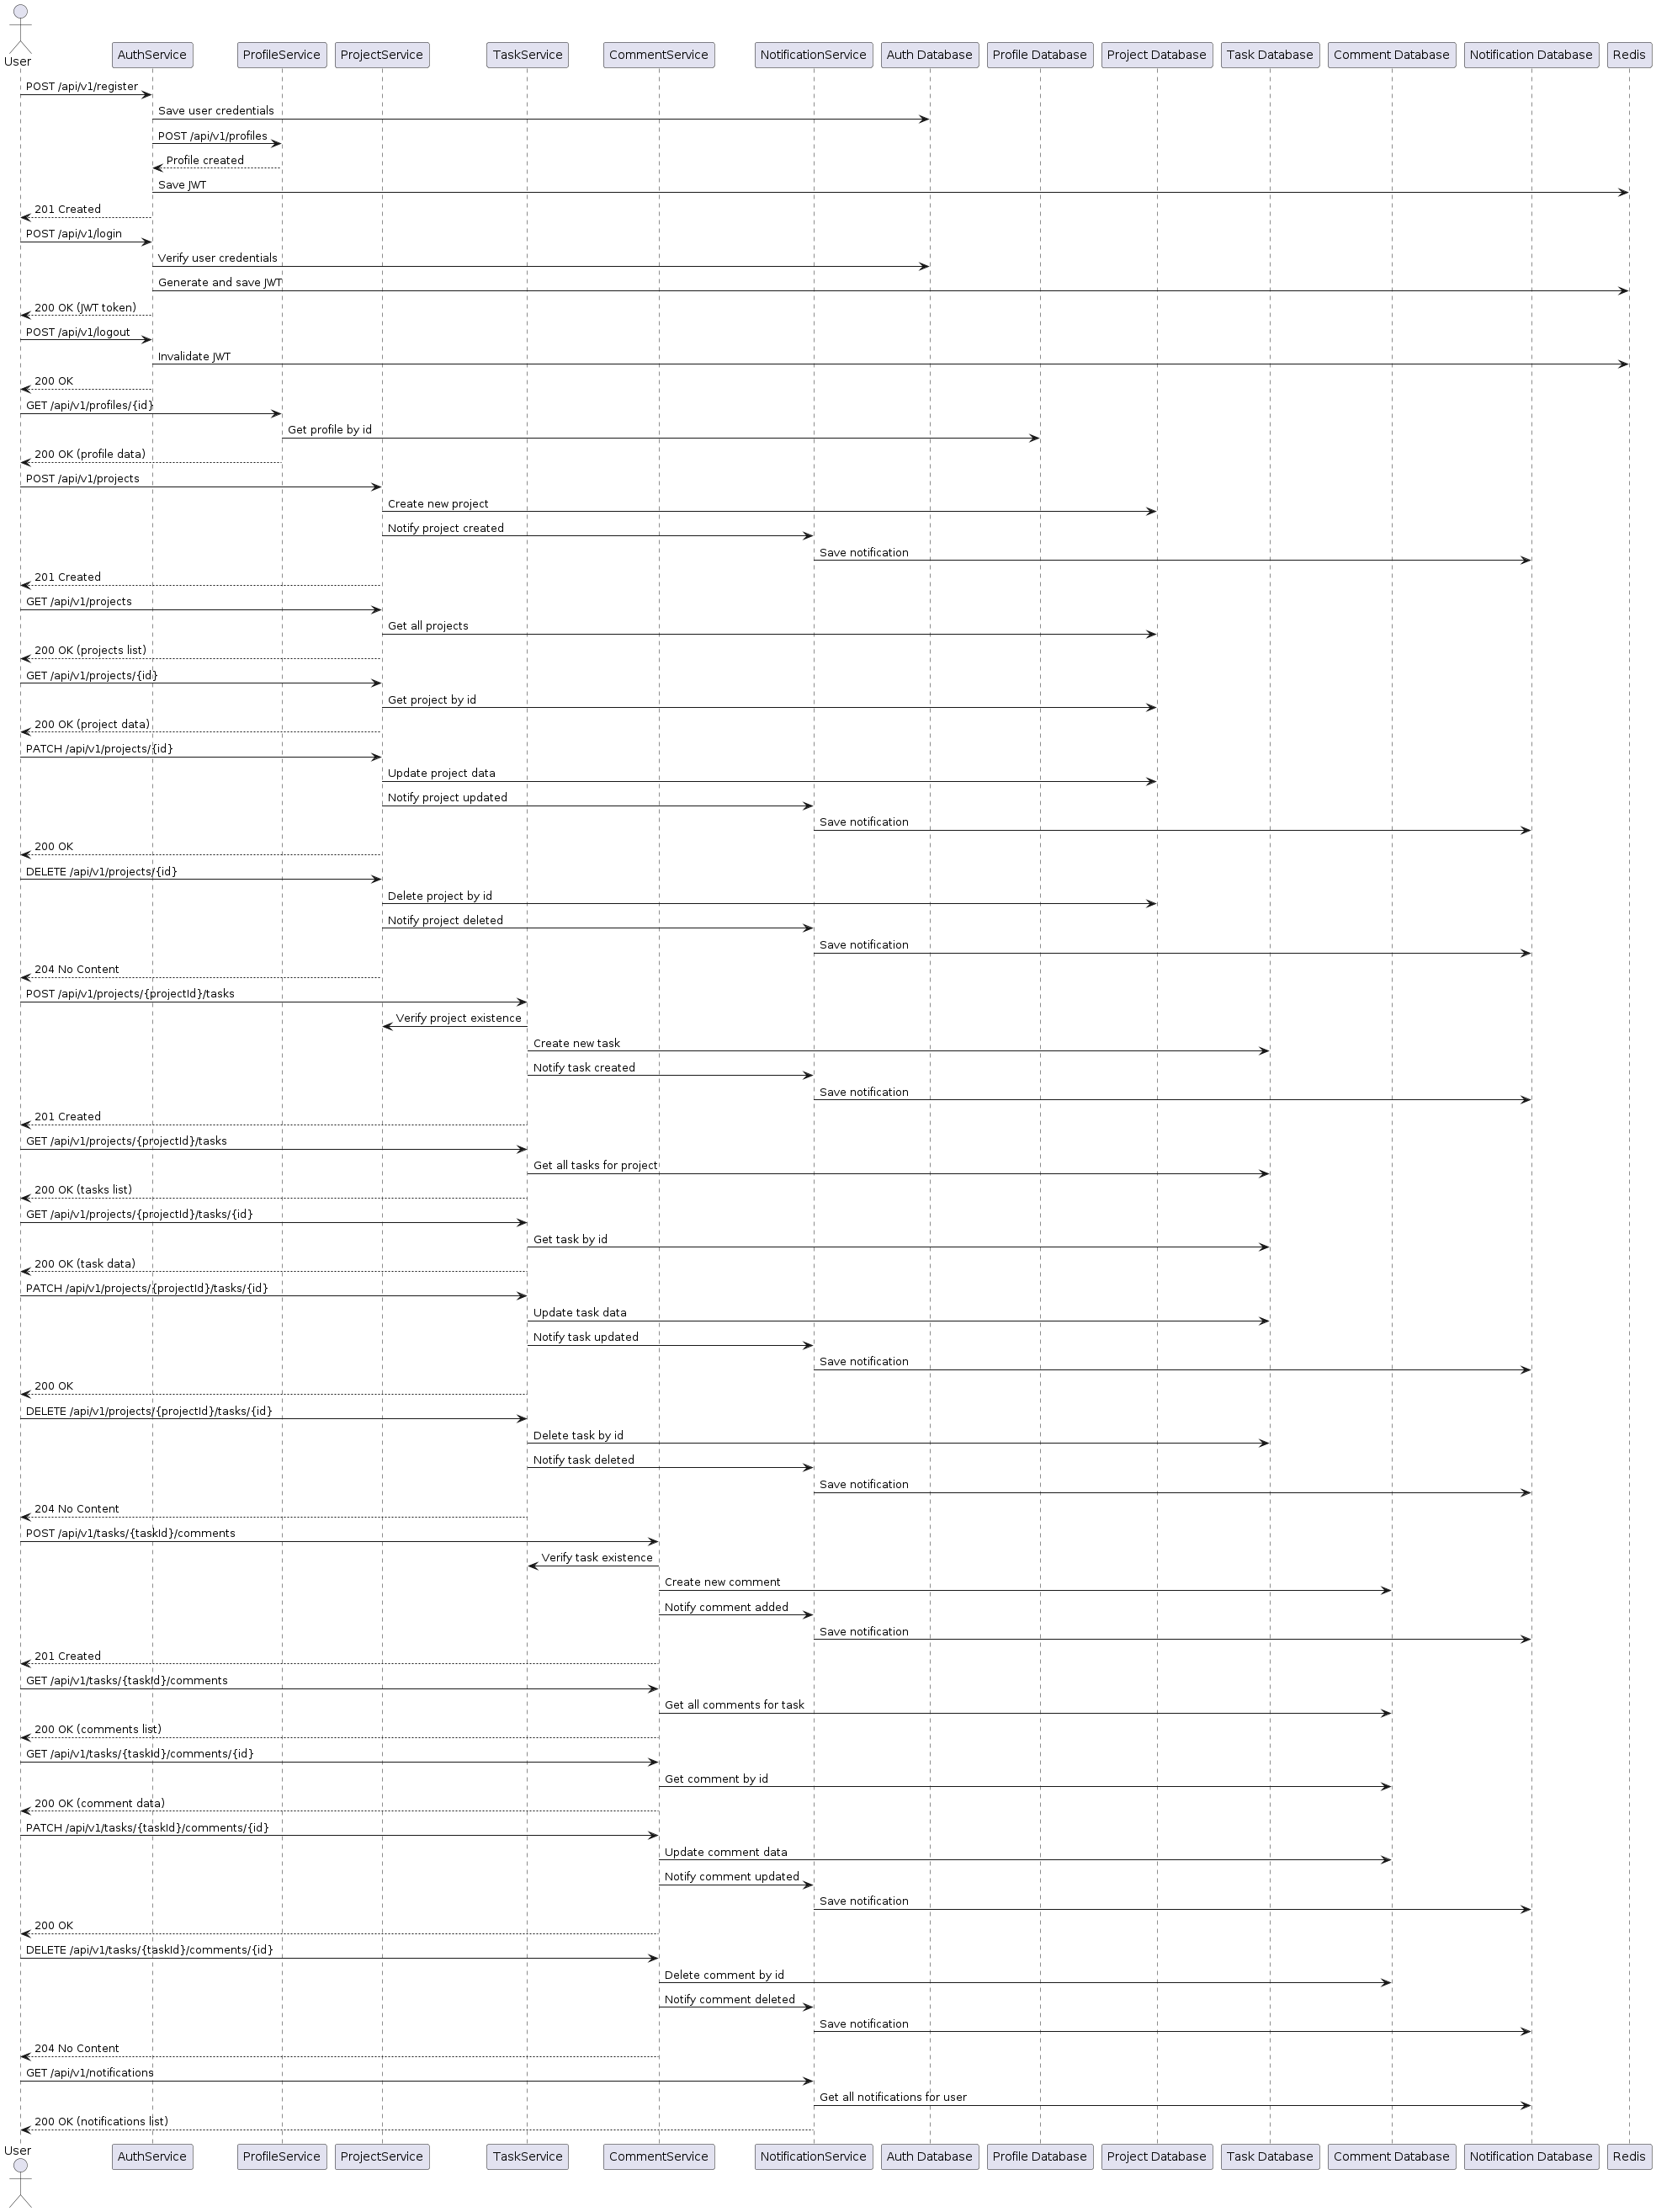 User
AuthService
ProfileService
ProjectService
TaskService
CommentService
NotificationService
Auth Database
Profile Database
Project Database
Task Database
Comment Database
Notification Database
Redis
POST /api/v1/register
Save user credentials
POST /api/v1/profiles
Profile created
Save JWT
201 Created
POST /api/v1/login
Verify user credentials
Generate and save JWT
200 OK (JWT token)
POST /api/v1/logout
Invalidate JWT
200 OK
GET /api/v1/profiles/{id}
Get profile by id
200 OK (profile data)
POST /api/v1/projects
Create new project
Notify project created
Save notification
201 Created
GET /api/v1/projects
Get all projects
200 OK (projects list)
GET /api/v1/projects/{id}
Get project by id
200 OK (project data)
PATCH /api/v1/projects/{id}
Update project data
Notify project updated
Save notification
200 OK
DELETE /api/v1/projects/{id}
Delete project by id
Notify project deleted
Save notification
204 No Content
POST /api/v1/projects/{projectId}/tasks
Verify project existence
Create new task
Notify task created
Save notification
201 Created
GET /api/v1/projects/{projectId}/tasks
Get all tasks for project
200 OK (tasks list)
GET /api/v1/projects/{projectId}/tasks/{id}
Get task by id
200 OK (task data)
PATCH /api/v1/projects/{projectId}/tasks/{id}
Update task data
Notify task updated
Save notification
200 OK
DELETE /api/v1/projects/{projectId}/tasks/{id}
Delete task by id
Notify task deleted
Save notification
204 No Content
POST /api/v1/tasks/{taskId}/comments
Verify task existence
Create new comment
Notify comment added
Save notification
201 Created
GET /api/v1/tasks/{taskId}/comments
Get all comments for task
200 OK (comments list)
GET /api/v1/tasks/{taskId}/comments/{id}
Get comment by id
200 OK (comment data)
PATCH /api/v1/tasks/{taskId}/comments/{id}
Update comment data
Notify comment updated
Save notification
200 OK
DELETE /api/v1/tasks/{taskId}/comments/{id}
Delete comment by id
Notify comment deleted
Save notification
204 No Content
GET /api/v1/notifications
Get all notifications for user
200 OK (notifications list)
User
AuthService
ProfileService
ProjectService
TaskService
CommentService
NotificationService
Auth Database
Profile Database
Project Database
Task Database
Comment Database
Notification Database
Redis